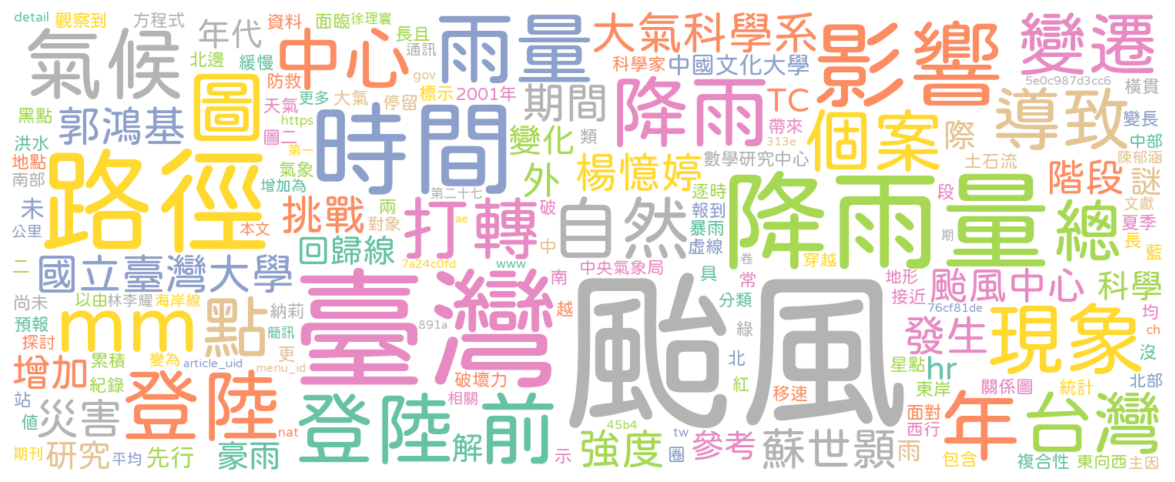 detail 觀察到 方程式 年代 資料 面臨 徐理寰 長且 通訊 雨量 大氣科學系 影響 變遷
氣候 北邊 緩慢 中心 gov 科學家 中國文化大學 5e0c987d3cc6 橫貫
防救 天氣 更多 大氣 停留 標示 2001年 期間 降雨 TC 導致
黑點 郭鴻基 圖 圖二 https 時間 變化 類 帶來 313e 個案 際 變長 中部
洪水 地點 南部 氣象 第一 增加為 第二十七 外 楊憶婷 數學研究中心 土石流 陳郁涵 文獻
路徑 未 公里 本文 挑戰 兩 對象 打轉 ae 破 中 自然 逐時 報到 暴雨 虛線 降雨量 段 階段 謎 夏季 總 長 藍
二 國立臺灣大學 回歸線 7a24c0fd www 南 中央氣象局 具 常 卷 穿越 期 地形 接近 颱風中心 科學
尚未 以由 林李耀 海岸線 納莉 臺灣 891a 越 颱風 分類 綠 76cf81de 均
預報 探討 mm 點 簡訊 更 北 紅 星點 發生 現象 ch 沒
增加 累積 紀錄 變為 article_uid menu_id 破壞力 相關 移速 hr 東岸 關係圖 統計 北部
站 值 災害 登陸 nat 登陸前 45b4 tw 面對 西行 年 台灣
期刊 研究 平均 先行 豪雨 解 示 強度 圈 參考 蘇世顥 雨 包含 複合性 東向西 主因